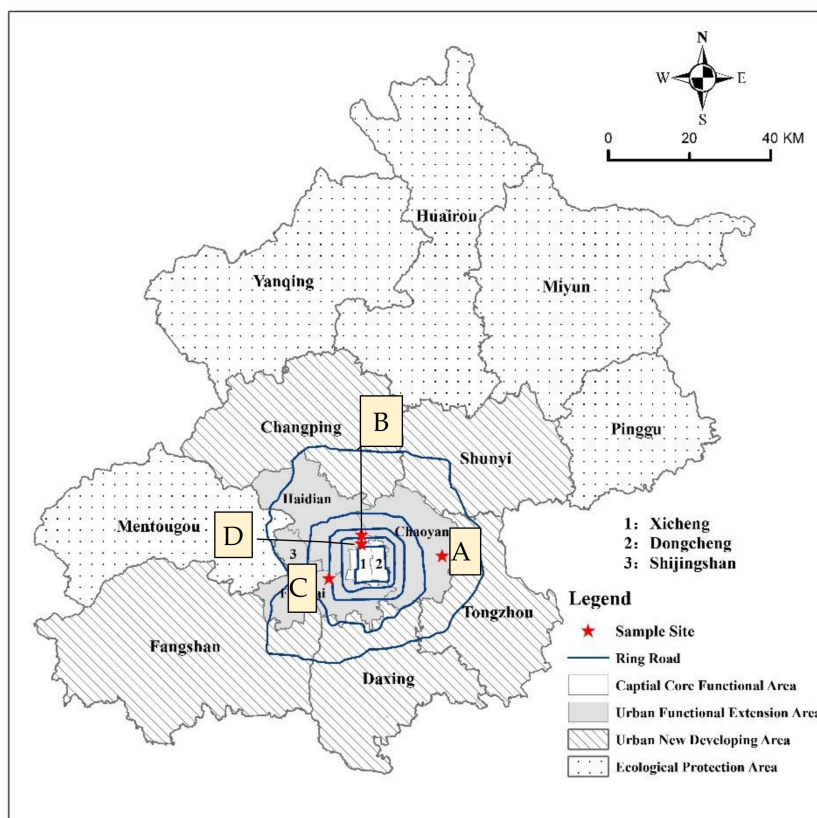 N
W E
S
0 20 40 KM
Huairou
Yanqing
Miyun
B
Changping
Pinggu
Shunyi
Haidian
Mentougou
Chaoyan
D
A
3
1 2
C
ai
Tongzhou
Fangshan
Daxing
1: Xicheng
2: Dongcheng
3: Shijingshan
Legend
Sample Site
Ring Road
Captial Core Functional Area
Urban Functional Extension Area
Urban New Developing Area
Ecological Protection Area